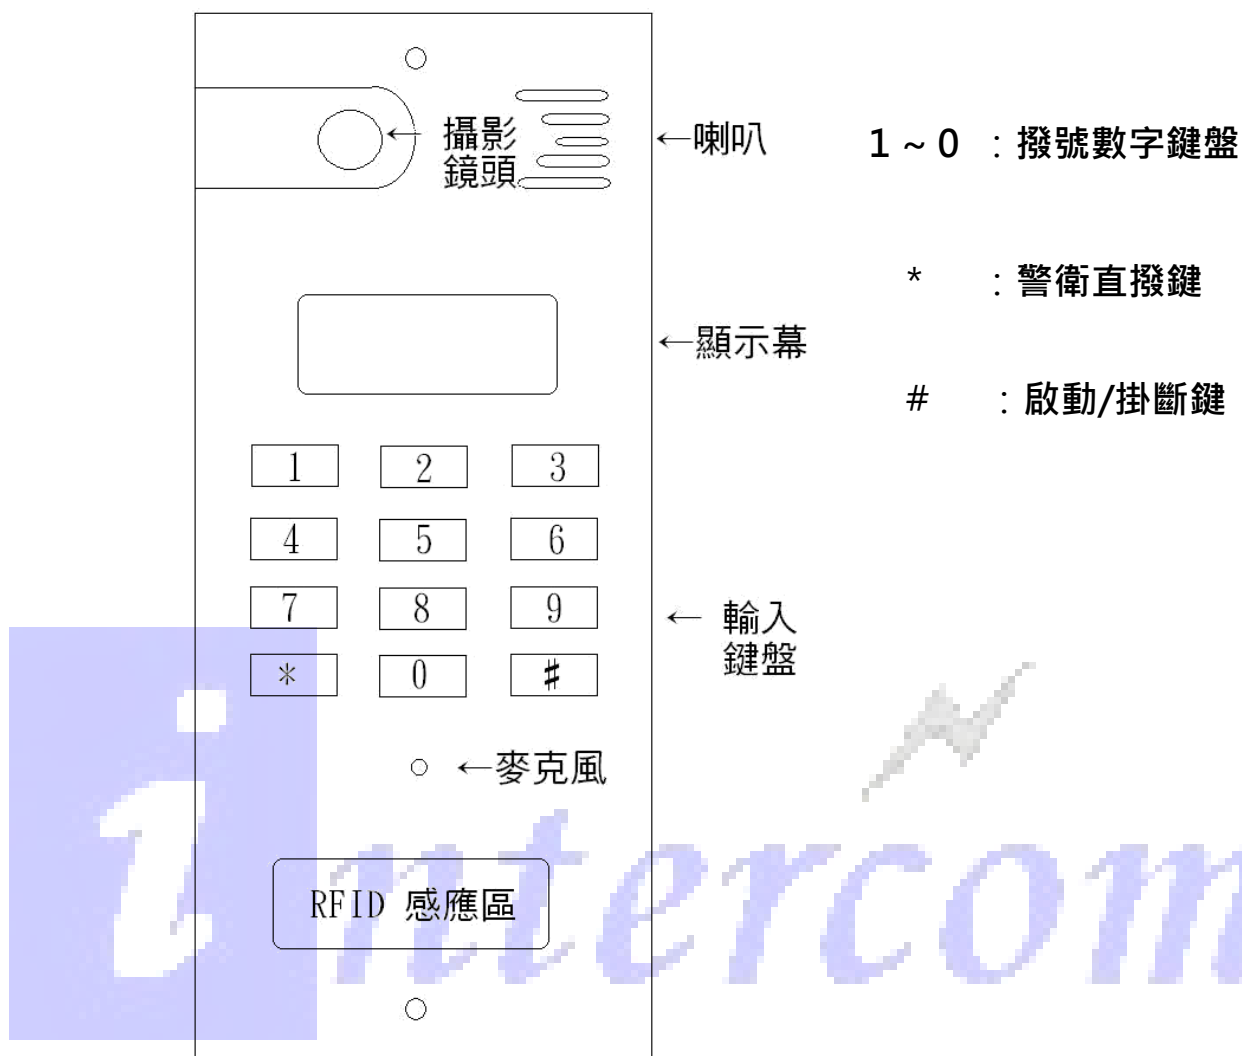 攝影
鏡頭
←喇叭
1 ~ 0 ：撥號數字鍵盤
* ：警衛直撥鍵
←顯示幕
# ：啟動/掛斷鍵
1 2 3
4 5 6
7 8 9
* 0 #
← 輸入
鍵盤
←麥克風
RFID 感應區
intercom